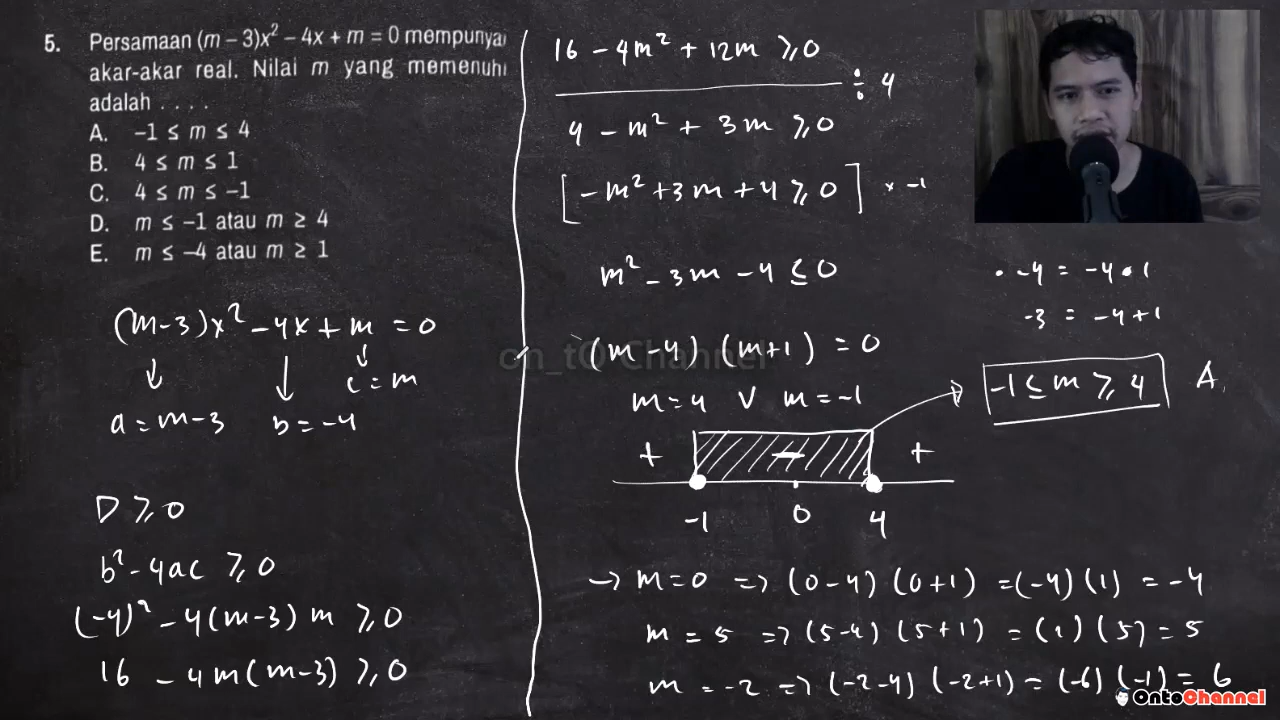 5. Persamaan (m – 3)x² – 4x + m = 0 mempunyai
akar-akar real. Nilai m yang memenuhi
adalah . . . .
A. –1 ≤ m ≤ 4
B. 4 ≤ m ≤ 1
C. 4 ≤ m ≤ –1
D. m ≤ –1 atau m ≥ 4
E. m ≤ –4 atau m ≥ 1
(m-3)x² - 4x + m = 0
a = m-3 b = -4 c = m
D ≥ 0
b² - 4ac ≥ 0
(-4)² - 4(m-3) m ≥ 0
16 - 4m(m-3) ≥ 0
16 - 4m² + 12m ≥ 0
÷ 4
4 - m² + 3m ≥ 0
[-m² + 3m + 4 ≥ 0] × -1
m² - 3m - 4 ≤ 0
• -4 = -4 • 1
-3 = -4 + 1
(m-4) (m+1) = 0
m = 4 ∨ m = -1
-1 ≤ m ≥ 4 A.
+ - +
-1 0 4
→ m = 0 => (0-4) (0+1) = (-4) (1) = -4
m = 5 => (5-4) (5+1) = (1) (5) = 5
m = -2 => (-2-4) (-2+1) = (-6) (-1) = 6
on_tO Channel
OntoChannel